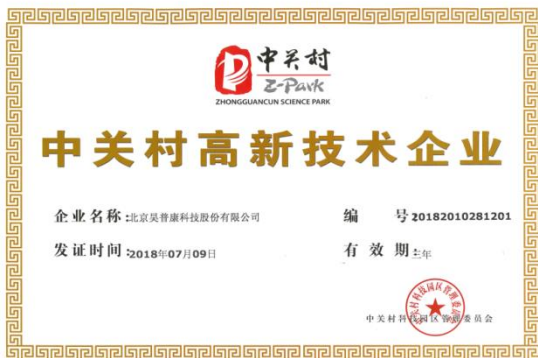 中关村
Z-Park
ZHONGGUANCUN SCIENCE PARK
中关村高新技术企业
企业名称:北京昊普康科技股份有限公司
编 号:20182010281201
发证时间:2018年07月09日
有 效 期:三年
中关村科技园区管理委员会